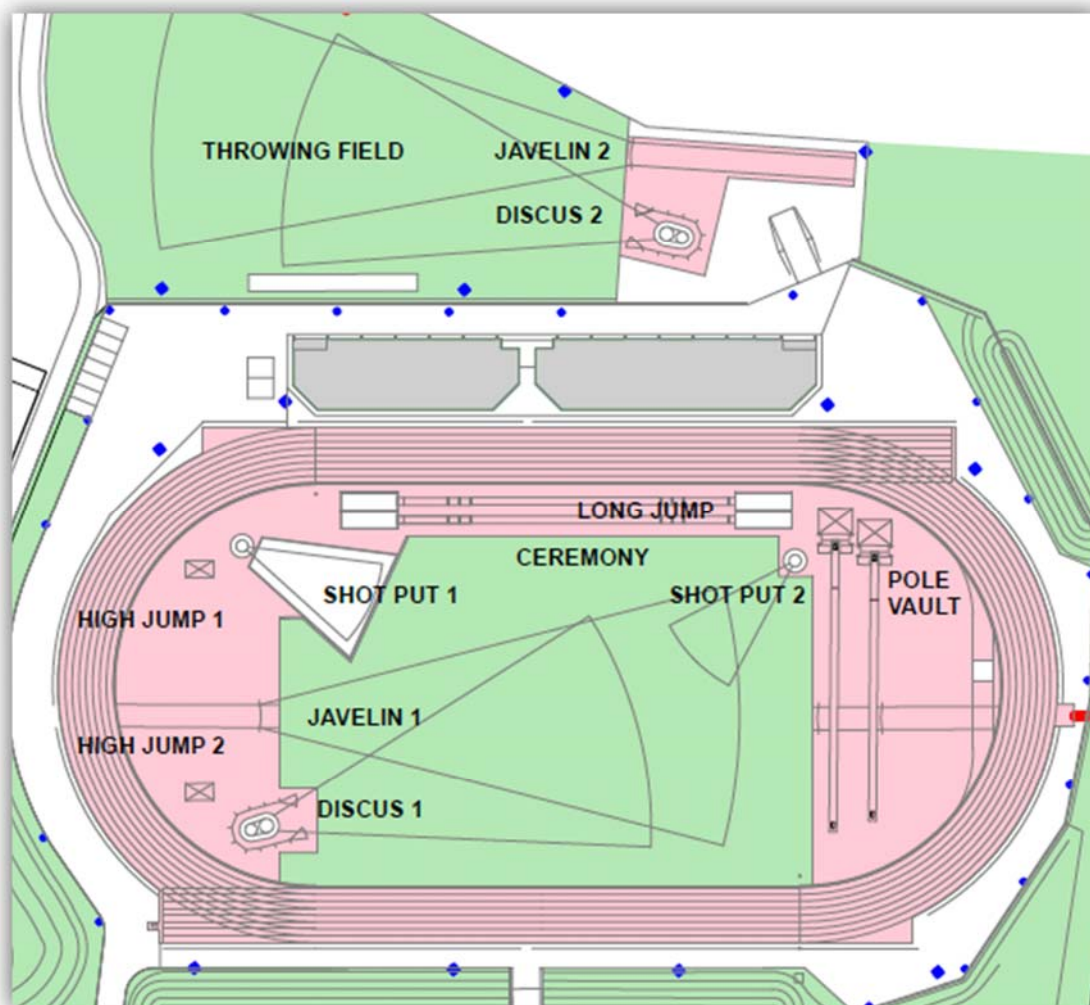 THROWING FIELD
JAVELIN 2
DISCUS 2
LONG JUMP
CEREMONY
SHOT PUT 1
SHOT PUT 2
POLE
VAULT
HIGH JUMP 1
JAVELIN 1
HIGH JUMP 2
DISCUS 1